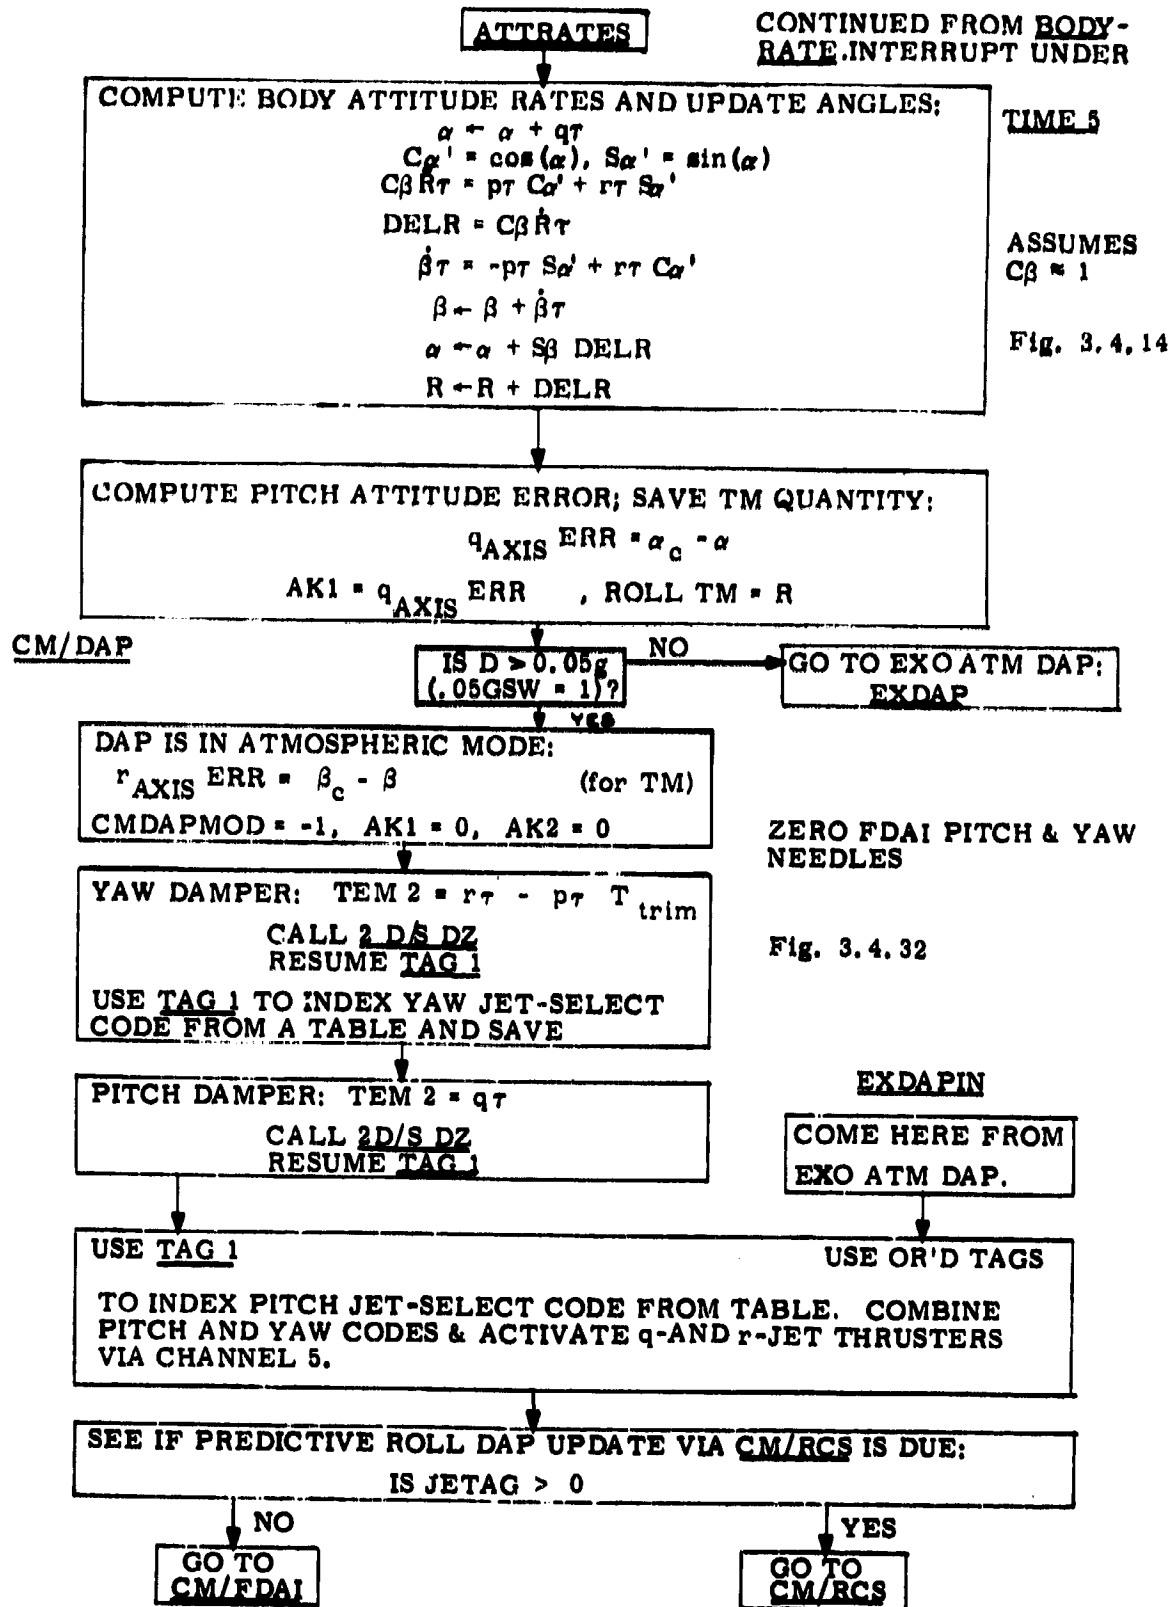 ATTRATES
CONTINUED FROM BODY-
RATE.INTERRUPT UNDER
TIME 5
COMPUTE BODY ATTITUDE RATES AND UPDATE ANGLES:
α ← α + qτ
Cα' = cos(α), Sα' = sin(α)
Cβ Ṙτ = pτ Cα' + rτ Sα'
DELR = Cβ Ṙτ
β̇τ = -pτ Sα' + rτ Cα'
β ← β + β̇τ
α ← α + Sβ DELR
R ← R + DELR
ASSUMES
Cβ ≈ 1
Fig. 3.4.14
COMPUTE PITCH ATTITUDE ERROR; SAVE TM QUANTITY:
qAXIS ERR = αc - α
AK1 = qAXIS ERR , ROLL TM = R
CM/DAP
IS D > 0.05g
(.05GSW = 1)?
NO
GO TO EXO ATM DAP:
EXDAP
YES
DAP IS IN ATMOSPHERIC MODE:
rAXIS ERR = βc - β (for TM)
CMDAPMOD = -1, AK1 = 0, AK2 = 0
ZERO FDAI PITCH & YAW
NEEDLES
YAW DAMPER: TEM 2 = rτ - pτ Ttrim
CALL 2 D/S DZ
RESUME TAG 1
USE TAG 1 TO INDEX YAW JET-SELECT
CODE FROM A TABLE AND SAVE
Fig. 3.4.32
PITCH DAMPER: TEM 2 = qτ
CALL 2D/S DZ
RESUME TAG 1
EXDAPIN
COME HERE FROM
EXO ATM DAP.
USE TAG 1 USE OR'D TAGS
TO INDEX PITCH JET-SELECT CODE FROM TABLE. COMBINE
PITCH AND YAW CODES & ACTIVATE q-AND r-JET THRUSTERS
VIA CHANNEL 5.
SEE IF PREDICTIVE ROLL DAP UPDATE VIA CM/RCS IS DUE:
IS JETAG > 0
NO
YES
GO TO
CM/FDAI
GO TO
CM/RCS